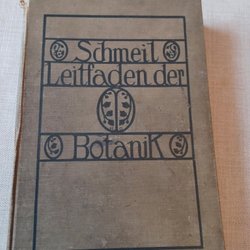 Schmeil
Leitfaden der
Botanik